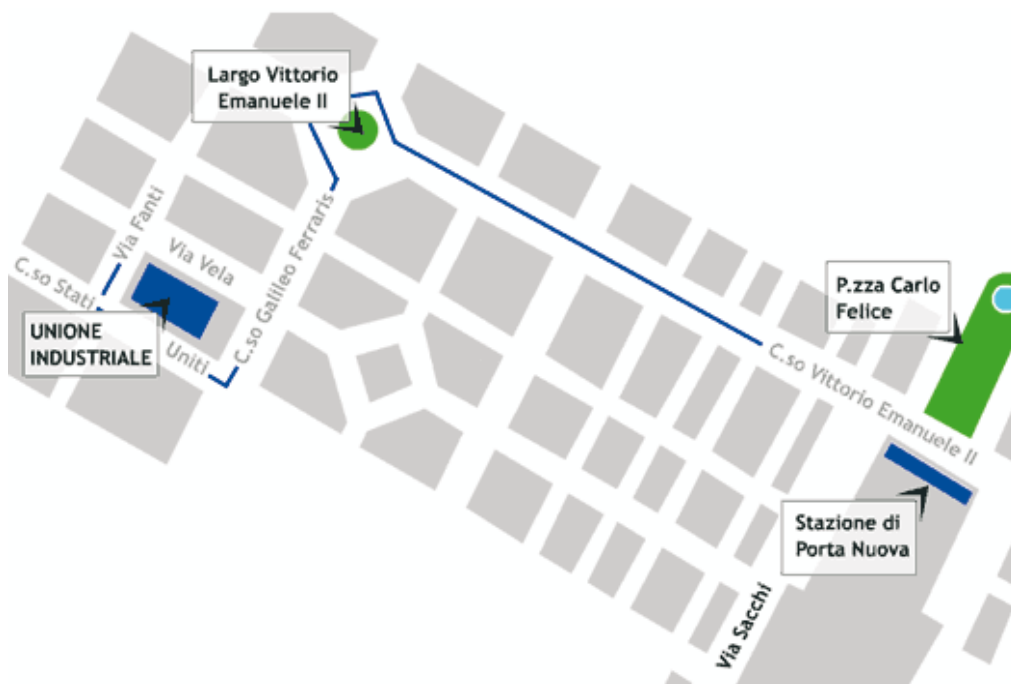 Largo Vittorio
Emanuele II
Via Fanti
Via Vela
C.so Galileo Ferraris
C.so Stati
Uniti
UNIONE
INDUSTRIALE
P.zza Carlo
Felice
C.so Vittorio Emanuele II
Stazione di
Porta Nuova
Via Sacchi